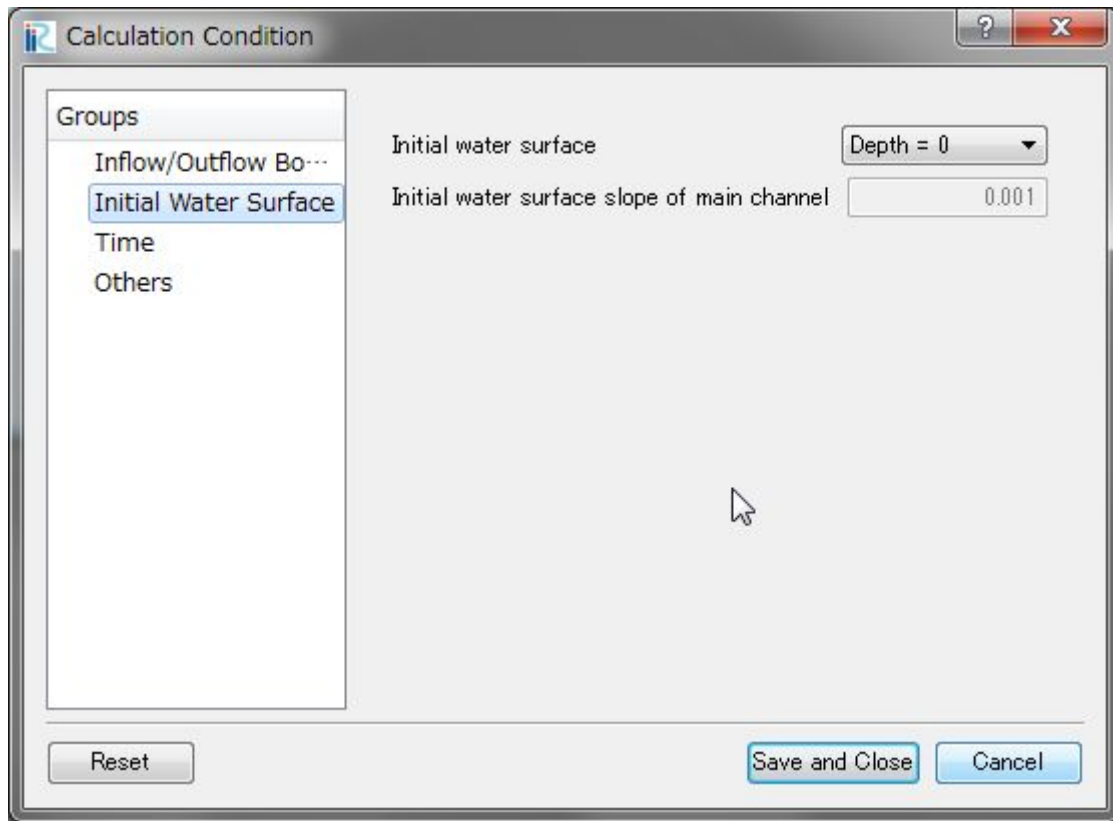 Calculation Condition
Groups
Inflow/Outflow Bo···
Initial Water Surface
Time
Others
Initial water surface
Depth = 0
Initial water surface slope of main channel
0.001
Reset
Save and Close
Cancel